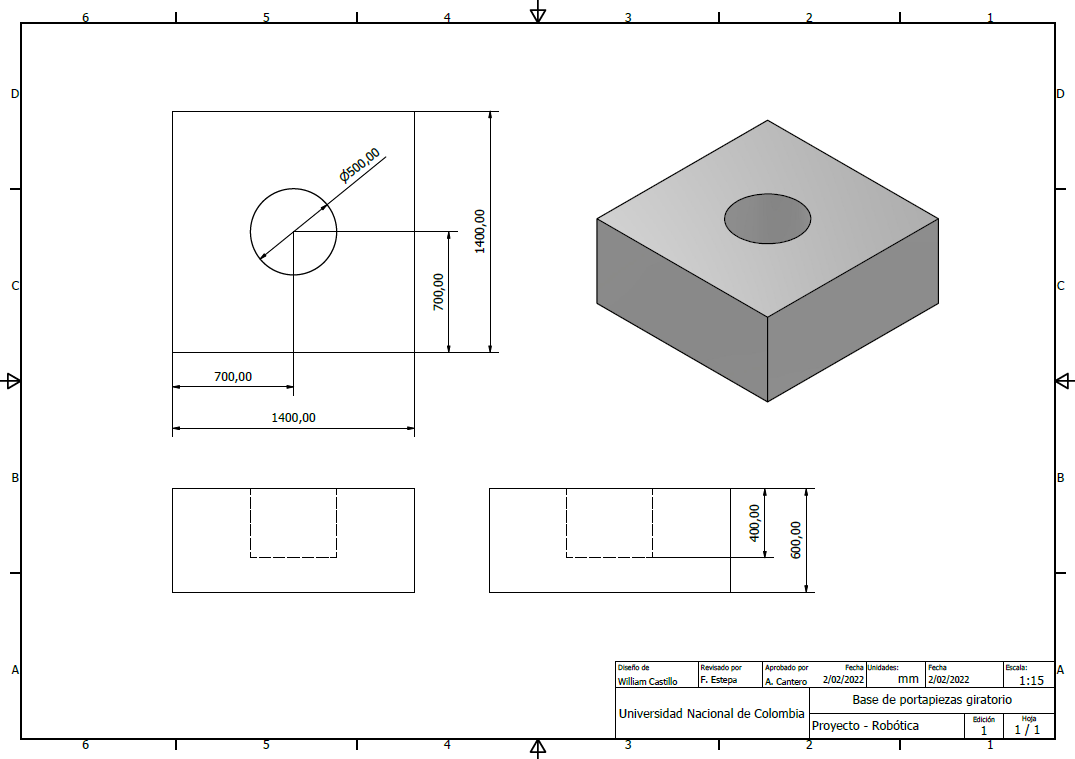 6 5 4 3 2 1
D D
Ø500,00
1400,00
700,00
C C
700,00
1400,00
B B
400,00
600,00
A A
Diseño de Revisado por Aprobado por Fecha Unidades: Fecha Escala:
William Castillo F. Estepa A. Cantero 2/02/2022 mm 2/02/2022 1:15
Universidad Nacional de Colombia
Base de portapiezas giratorio
Proyecto - Robótica
Edición
1
Hoja
1 / 1
6 5 4 3 2 1